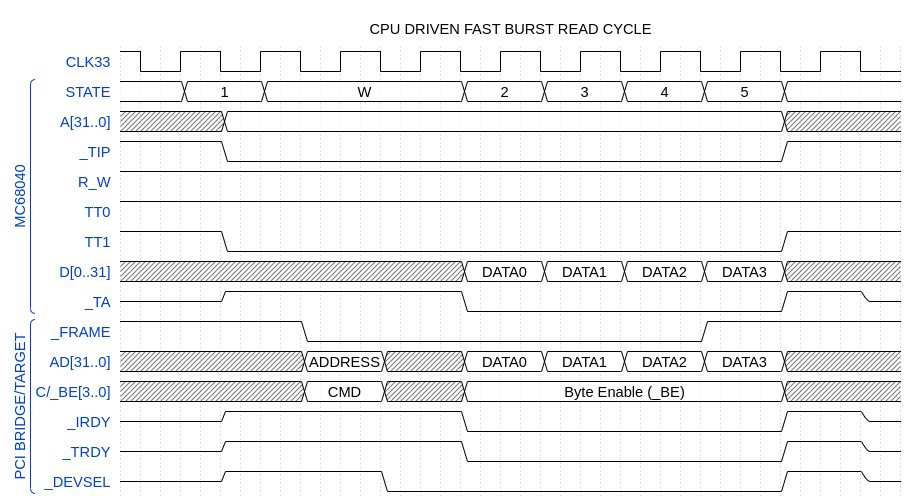 CPU DRIVEN FAST BURST READ CYCLE
CLK33
STATE 1 W 2 3 4 5
A[31..0]
_TIP
R_W
TT0
TT1
D[0..31] DATA0 DATA1 DATA2 DATA3
_TA
MC68040
_FRAME
AD[31..0] ADDRESS DATA0 DATA1 DATA2 DATA3
C/_BE[3..0] CMD Byte Enable (_BE)
_IRDY
_TRDY
_DEVSEL
PCI BRIDGE/TARGET